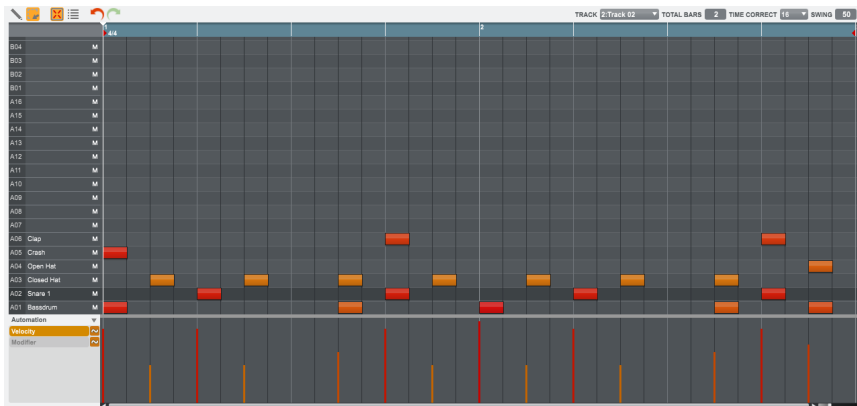 TRACK 2:Track 02 TOTAL BARS 2 TIME CORRECT 16 SWING 50
1 2
4/4
B04 M
B03 M
B02 M
B01 M
A16 M
A15 M
A14 M
A13 M
A12 M
A11 M
A10 M
A09 M
A08 M
A07 M
A06 Clap M
A05 Crash M
A04 Open Hat M
A03 Closed Hat M
A02 Snare 1 M
A01 Bassdrum M
Automation
Velocity
Modifier